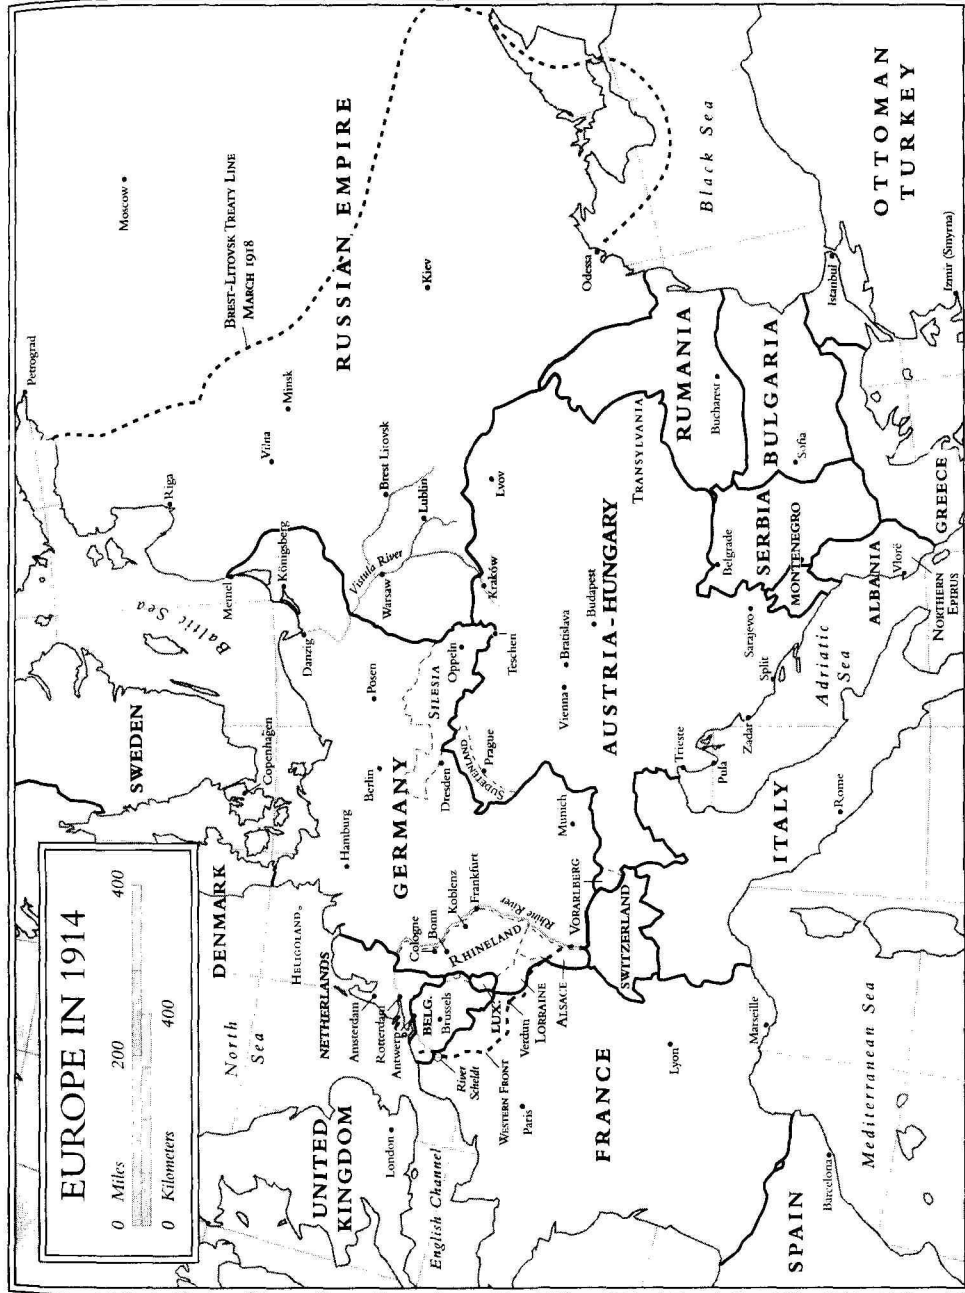 EUROPE IN 1914
0 Miles 200 400
0 Kilometers 400
Petrograd
Moscow
BREST-LITOVSK TREATY LINE
MARCH 1918
RUSSIAN EMPIRE
Riga
Vilna
Minsk
Kiev
Odessa
Black Sea
OTTOMAN
TURKEY
Istanbul
Izmir (Smyrna)
SWEDEN
Baltic Sea
Memel
Königsberg
Danzig
Vistula River
Warsaw
Brest Litovsk
Lublin
Lvov
Kraków
Teschen
Oppeln
SILESIA
Posen
Copenhagen
DENMARK
HELIGOLAND
North
Sea
Hamburg
Berlin
GERMANY
Dresden
SUDETENLAND
Prague
Munich
Frankfurt
Koblenz
Bonn
Cologne
RHINELAND
Rhine River
NETHERLANDS
Amsterdam
Rotterdam
Antwerp
BELG.
Brussels
LUX.
Verdun
LORRAINE
ALSACE
VORARLBERG
SWITZERLAND
River
Scheldt
WESTERN FRONT
Paris
FRANCE
Lyon
Marseille
UNITED
KINGDOM
London
English Channel
SPAIN
Barcelona
Mediterranean Sea
ITALY
Rome
Trieste
Pula
Zadar
Split
Sarajevo
Adriatic
Sea
Vienna
Bratislava
Budapest
AUSTRIA-HUNGARY
TRANSYLVANIA
RUMANIA
Bucharest
BULGARIA
Sofia
SERBIA
Belgrade
MONTENEGRO
ALBANIA
Vlorë
NORTHERN
EPIRUS
GREECE